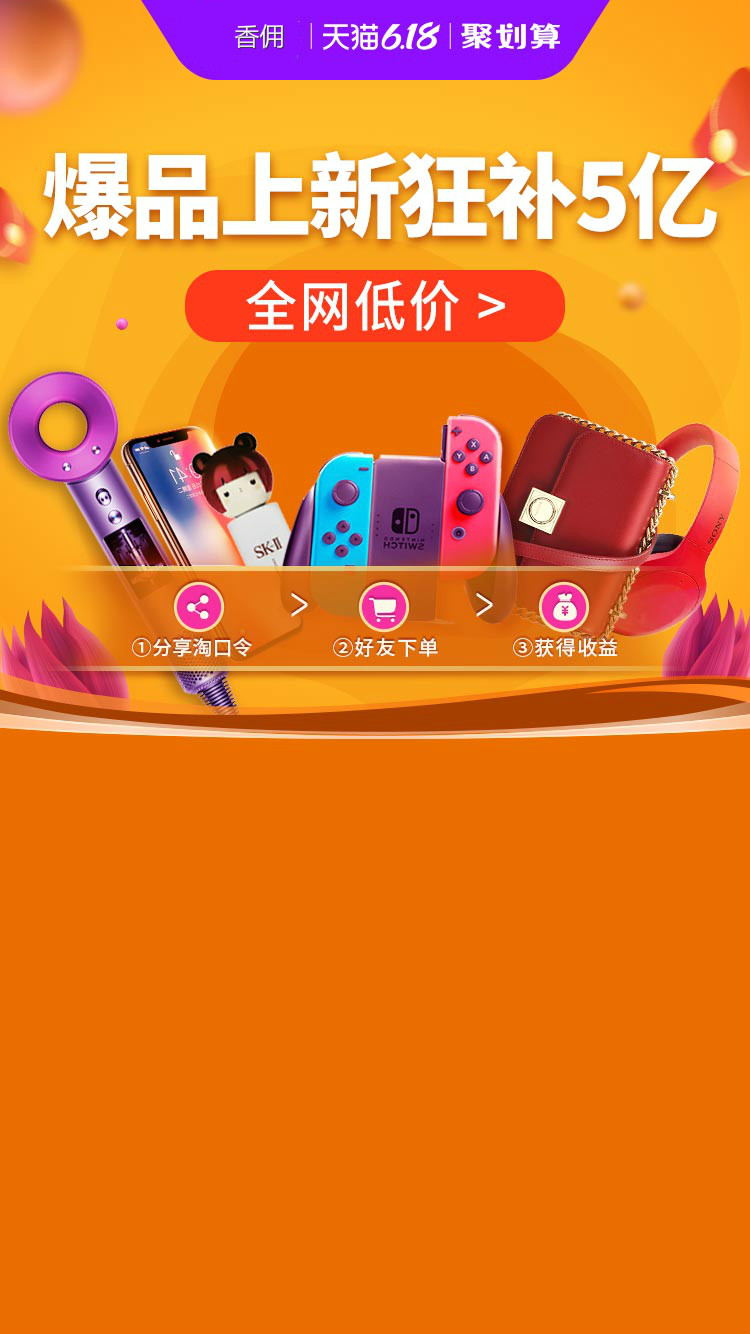 香佣 | 天猫6.18 | 聚划算
爆品上新狂补5亿
全网低价 >
SK-II
NINTENDO
SWITCH
SONY
①分享淘口令 > ②好友下单 > ③获得收益